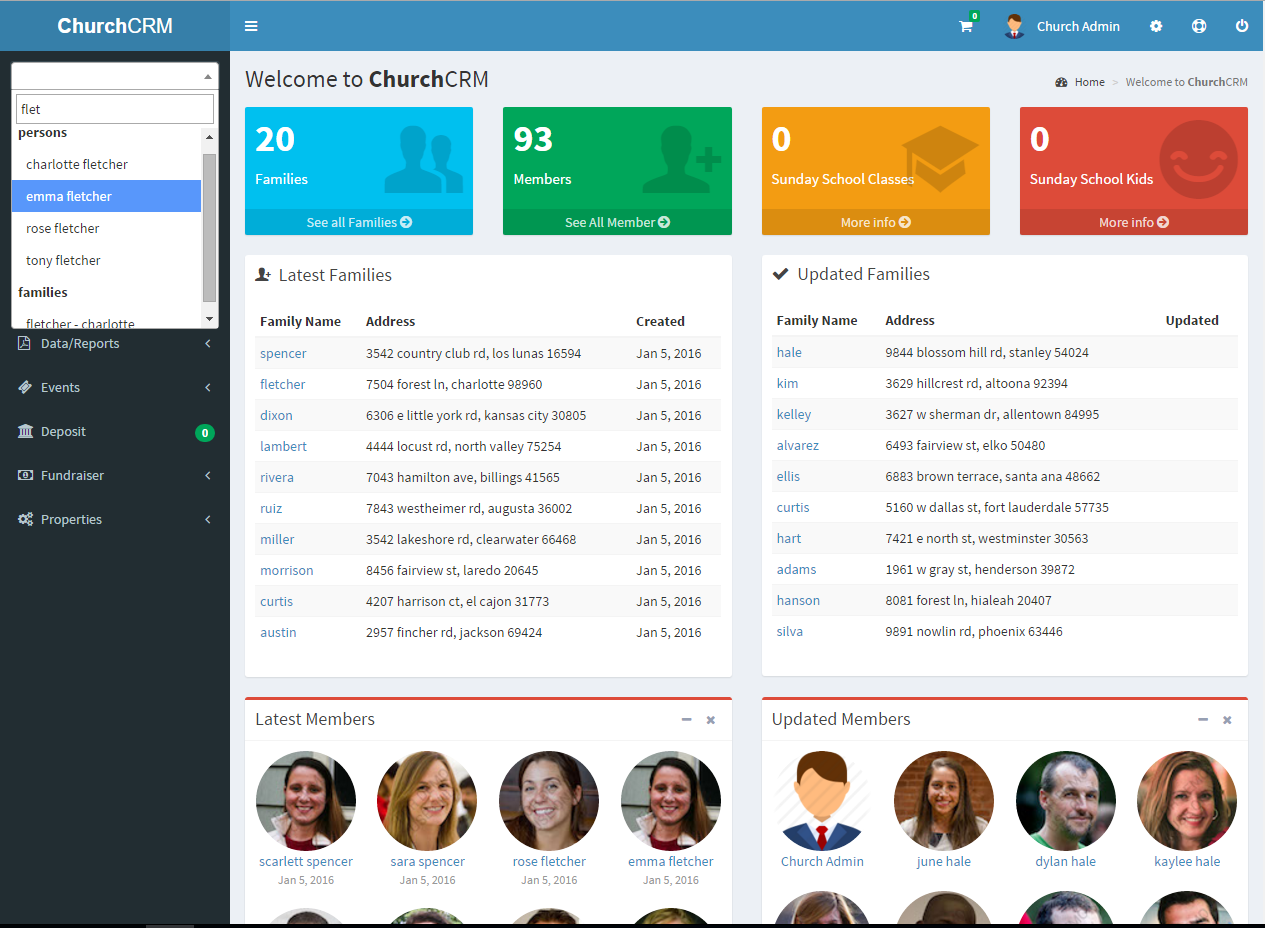 ChurchCRM
0
Church Admin
flet
persons
charlotte fletcher
emma fletcher
rose fletcher
tony fletcher
families
fletcher - charlotte
Data/Reports
Events
Deposit 0
Fundraiser
Properties
Welcome to ChurchCRM
Home > Welcome to ChurchCRM
20
Families
See all Families
93
Members
See All Member
0
Sunday School Classes
More info
0
Sunday School Kids
More info
Latest Families
Family Name Address Created
spencer 3542 country club rd, los lunas 16594 Jan 5, 2016
fletcher 7504 forest ln, charlotte 98960 Jan 5, 2016
dixon 6306 e little york rd, kansas city 30805 Jan 5, 2016
lambert 4444 locust rd, north valley 75254 Jan 5, 2016
rivera 7043 hamilton ave, billings 41565 Jan 5, 2016
ruiz 7843 westheimer rd, augusta 36002 Jan 5, 2016
miller 3542 lakeshore rd, clearwater 66468 Jan 5, 2016
morrison 8456 fairview st, laredo 20645 Jan 5, 2016
curtis 4207 harrison ct, el cajon 31773 Jan 5, 2016
austin 2957 fincher rd, jackson 69424 Jan 5, 2016
Updated Families
Family Name Address Updated
hale 9844 blossom hill rd, stanley 54024
kim 3629 hillcrest rd, altoona 92394
kelley 3627 w sherman dr, allentown 84995
alvarez 6493 fairview st, elko 50480
ellis 6883 brown terrace, santa ana 48662
curtis 5160 w dallas st, fort lauderdale 57735
hart 7421 e north st, westminster 30563
adams 1961 w gray st, henderson 39872
hanson 8081 forest ln, hialeah 20407
silva 9891 nowlin rd, phoenix 63446
Latest Members
scarlett spencer sara spencer rose fletcher emma fletcher
Jan 5, 2016 Jan 5, 2016 Jan 5, 2016 Jan 5, 2016
Updated Members
Church Admin june hale dylan hale kaylee hale